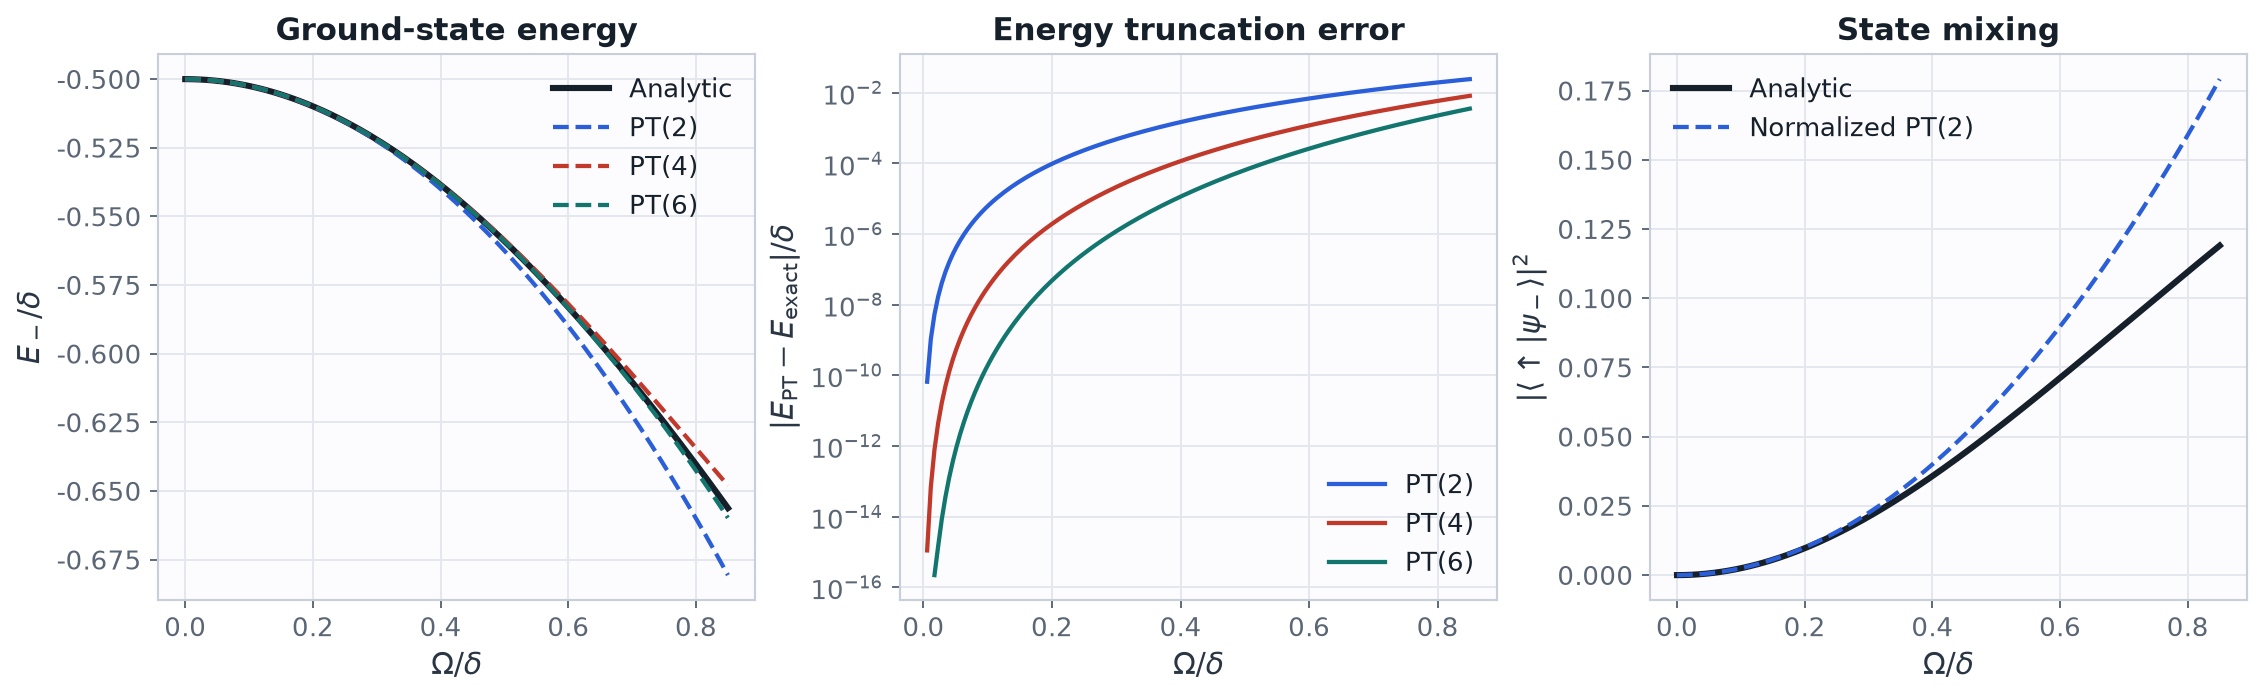 Ground-state energy
-0.500
-0.525
-0.550
-0.575
-0.600
-0.625
-0.650
-0.675
E₋/δ
Analytic
PT(2)
PT(4)
PT(6)
0.0 0.2 0.4 0.6 0.8
Ω/δ
Energy truncation error
10⁻²
10⁻⁴
10⁻⁶
10⁻⁸
10⁻¹⁰
10⁻¹²
10⁻¹⁴
10⁻¹⁶
|E_PT − E_exact|/δ
PT(2)
PT(4)
PT(6)
0.0 0.2 0.4 0.6 0.8
Ω/δ
State mixing
0.175
0.150
0.125
0.100
0.075
0.050
0.025
0.000
|⟨↑|ψ₋⟩|²
Analytic
Normalized PT(2)
0.0 0.2 0.4 0.6 0.8
Ω/δ